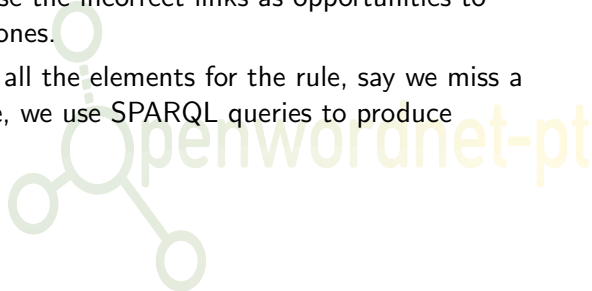 se the incorrect links as opportunities to
ones.
all the elements for the rule, say we miss a
e, we use SPARQL queries to produce
openwordnet-pt